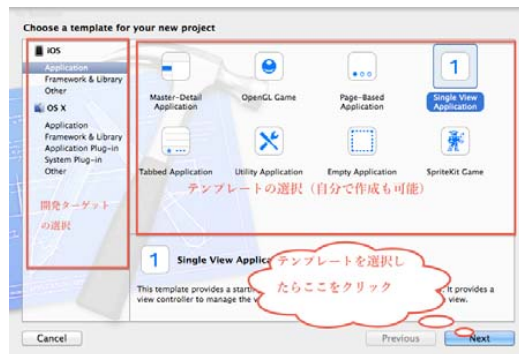 Choose a template for your new project
iOS
Application
Framework & Library
Other
OS X
Application
Framework & Library
Application Plug-in
System Plug-in
Other
開発ターゲット
の選択
Master-Detail
Application
OpenGL Game
Page-Based
Application
1
Single View
Application
Tabbed Application
Utility Application
Empty Application
SpriteKit Game
テンプレートの選択（自分で作成も可能）
1
Single View Applica
テンプレートを選択し
たらここをクリック
This template provides a starti
. It provides a
view controller to manage the v
view.
Cancel
Previous
Next